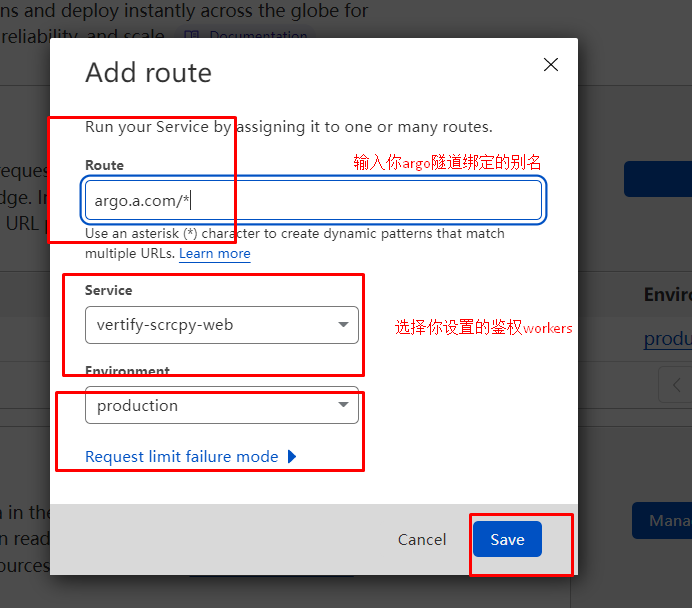 ns and deploy instantly across the globe for
reliability, and scale. Documentation
Add route
Run your Service by assigning it to one or many routes.
Route
输入你argo隧道绑定的别名
argo.a.com/*
Use an asterisk (*) character to create dynamic patterns that match
multiple URLs. Learn more
Service
vertify-scrcpy-web
选择你设置的鉴权workers
Environment
production
Request limit failure mode
Cancel
Save
reques
dge. In
URL p
Enviro
produ
n in the
n read
ources
Mana